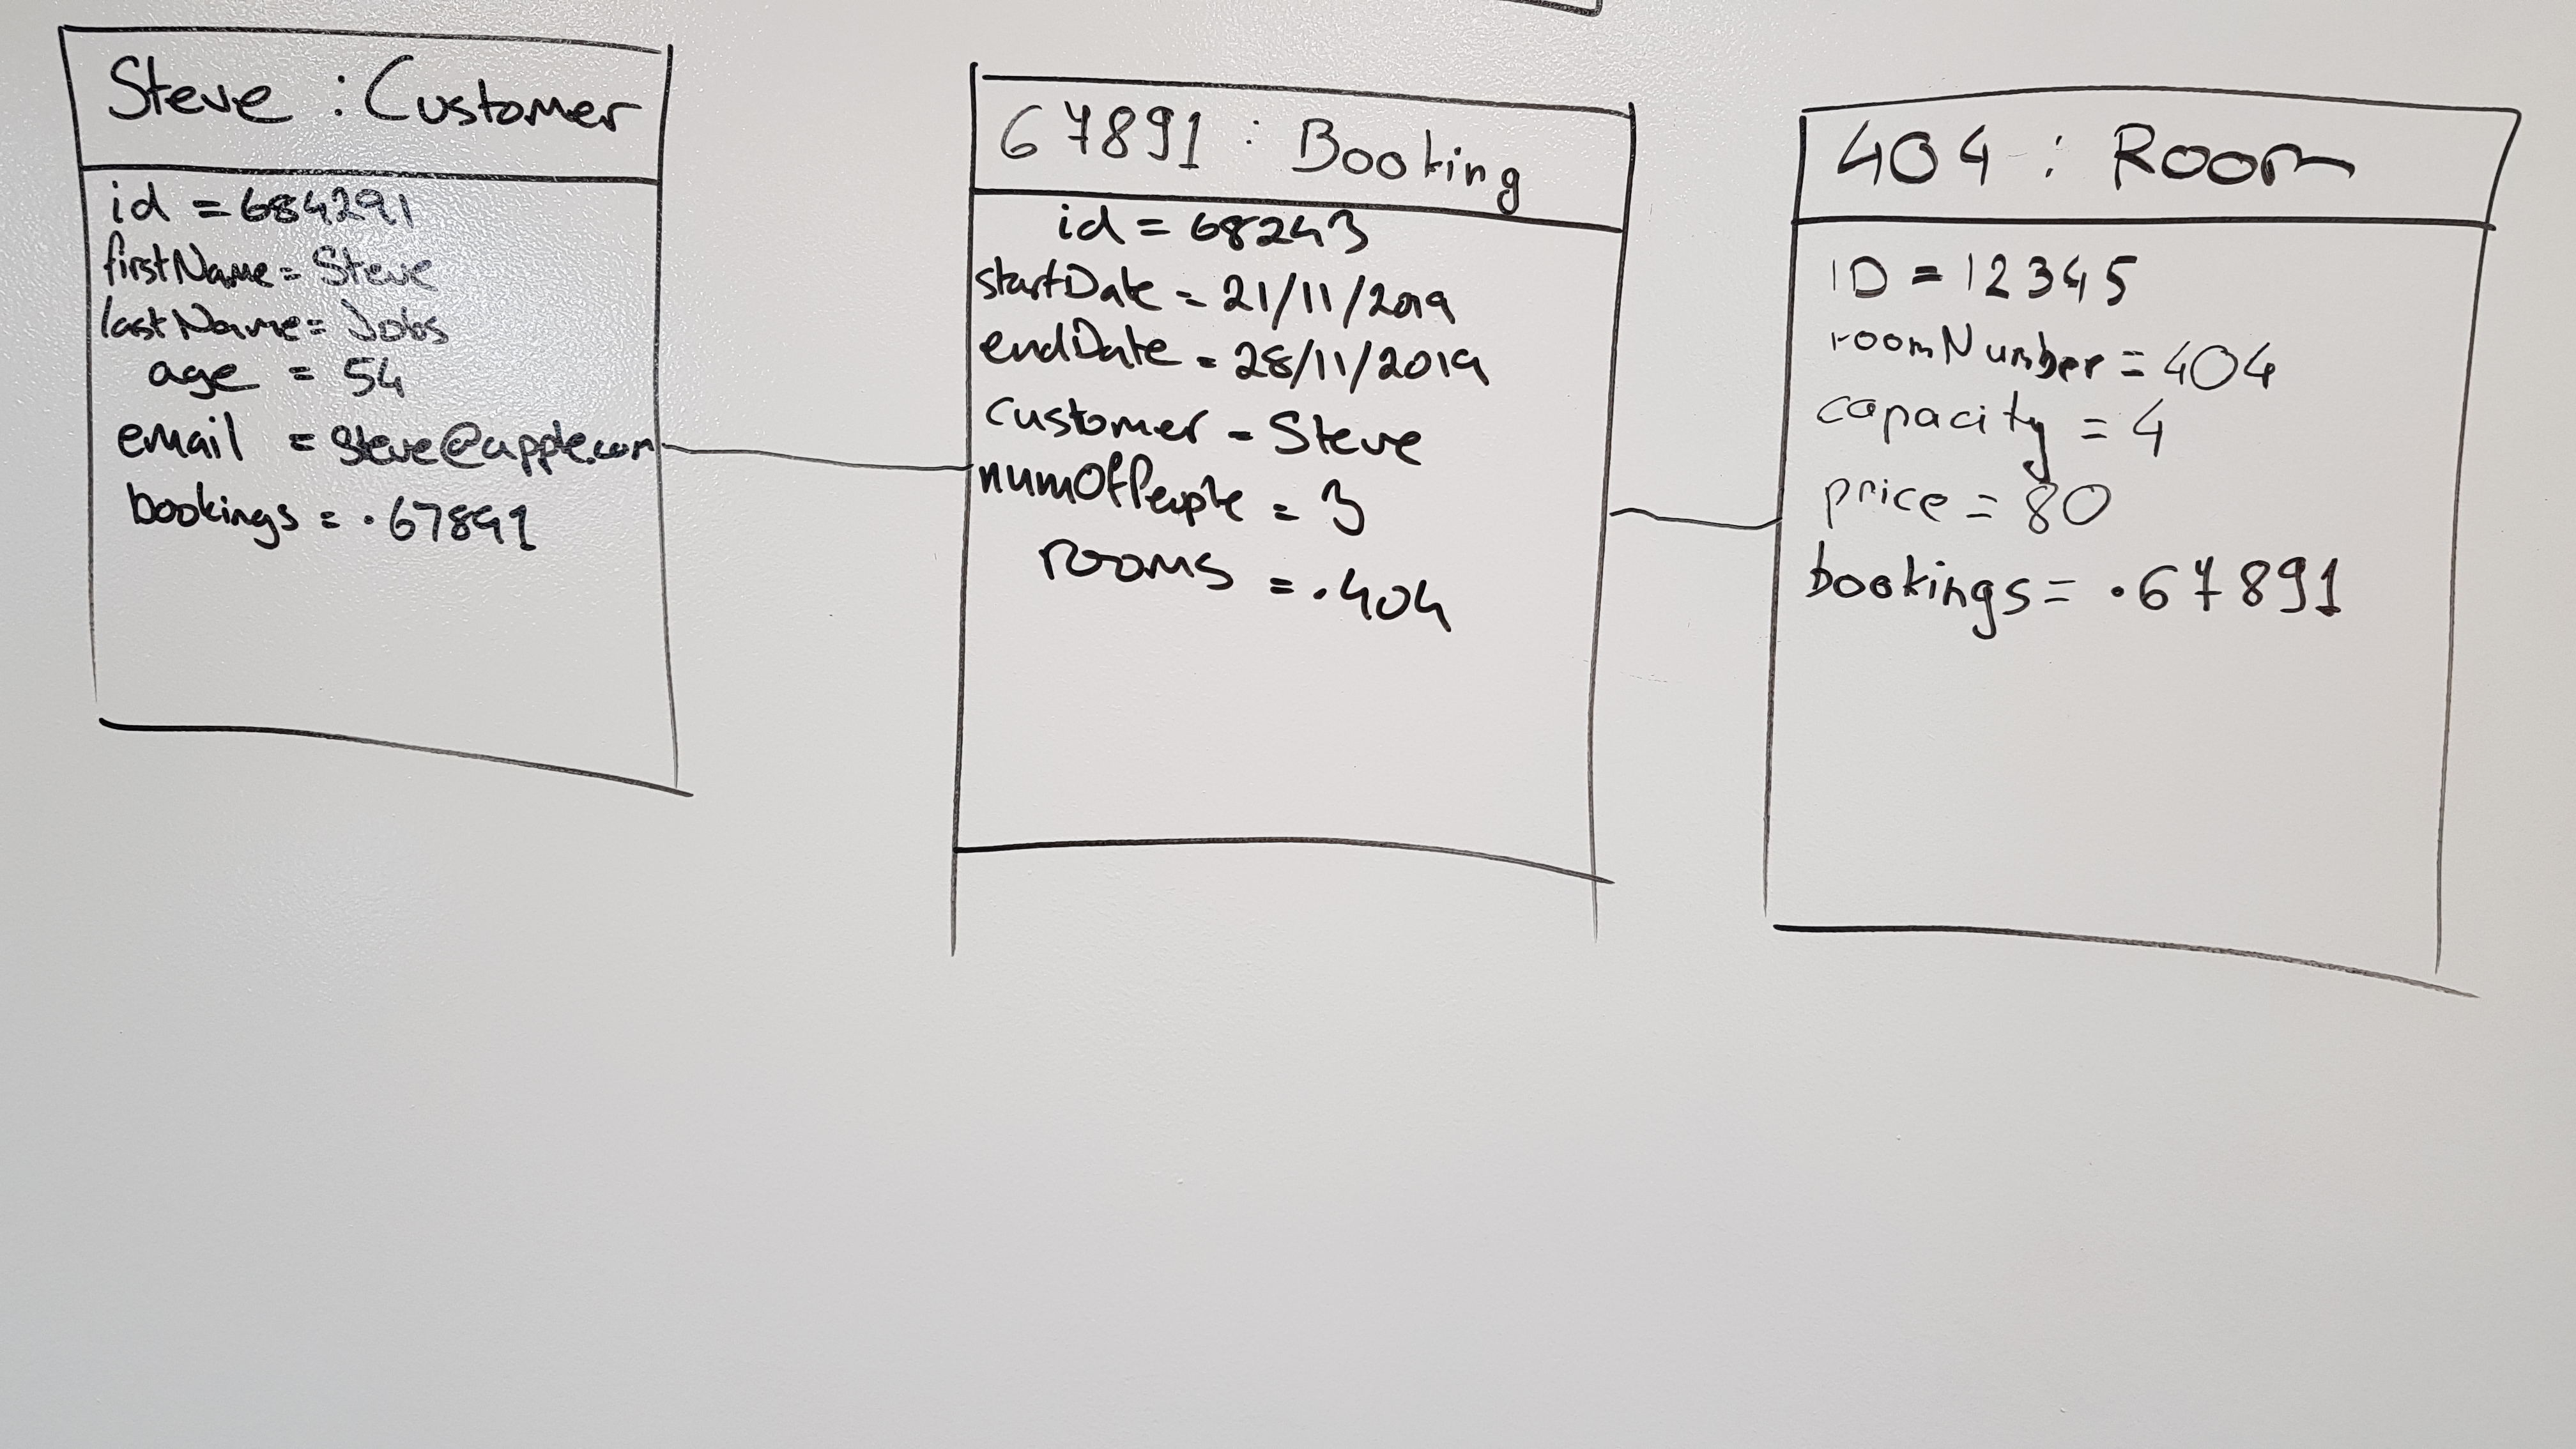 Steve : Customer
id = 684291
firstName = Steve
lastName = Jobs
age = 54
email = steve@apple.com
bookings = .67891
67891 : Booking
id = 68243
startDate = 21/11/2019
endDate = 28/11/2019
customer = Steve
numOfPeople = 3
rooms = .404
404 : Room
ID = 12345
roomNumber = 404
capacity = 4
price = 80
bookings = .67891